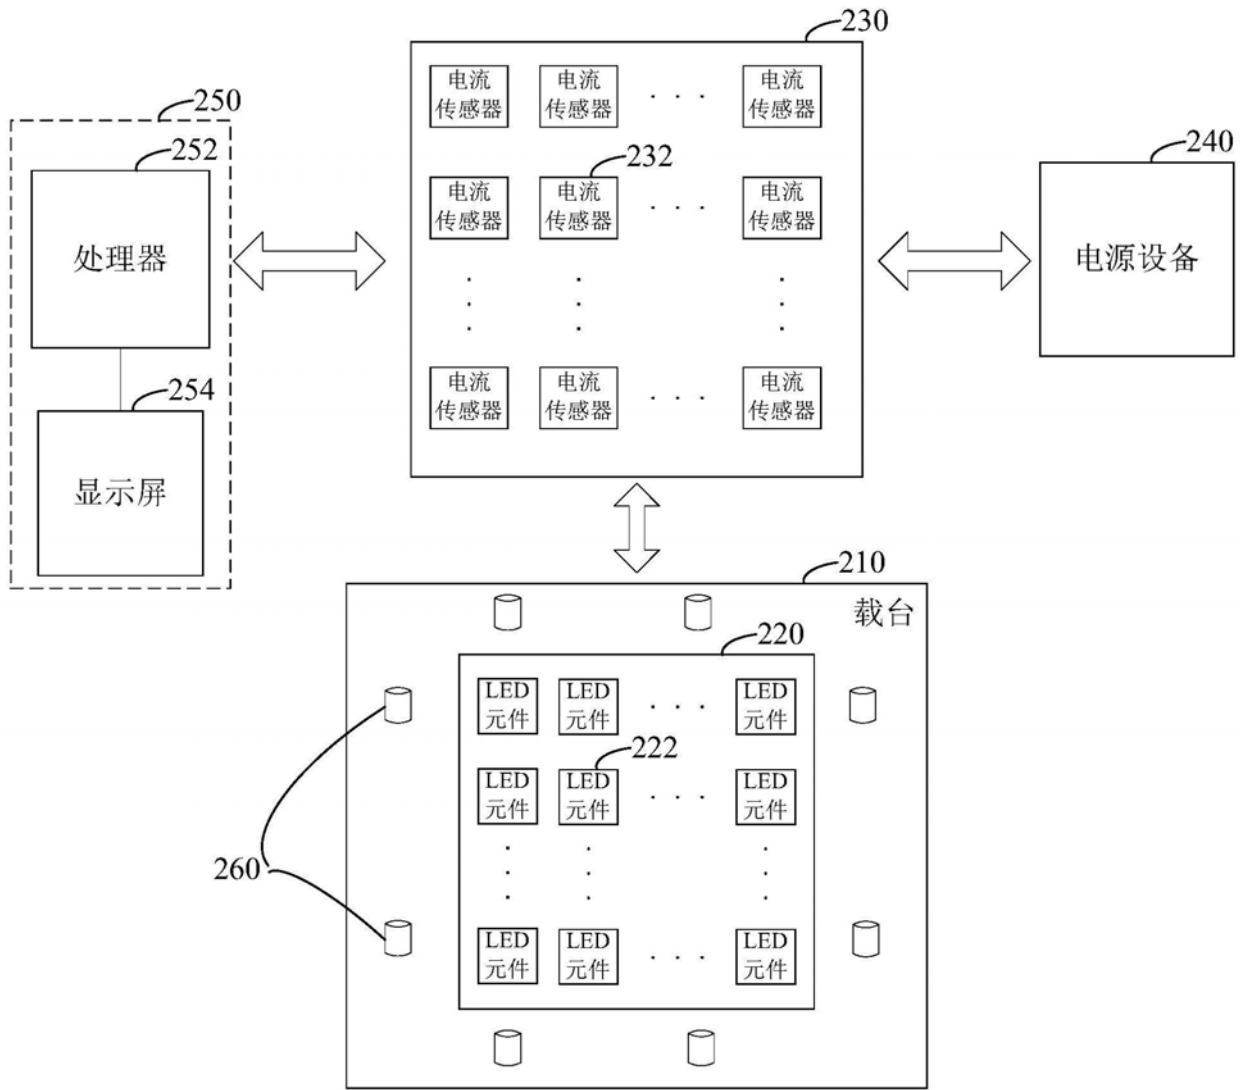 230
电流 电流 电流
传感器 传感器 · · · 传感器
250
252
232
240
电流 电流 电流
传感器 传感器 · · · 传感器
处理器
电源设备
254
电流 电流 电流
传感器 传感器 · · · 传感器
显示屏
210
载台
220
LED LED LED
元件 元件 · · · 元件
222
LED LED LED
元件 元件 · · · 元件
260
LED LED LED
元件 元件 · · · 元件